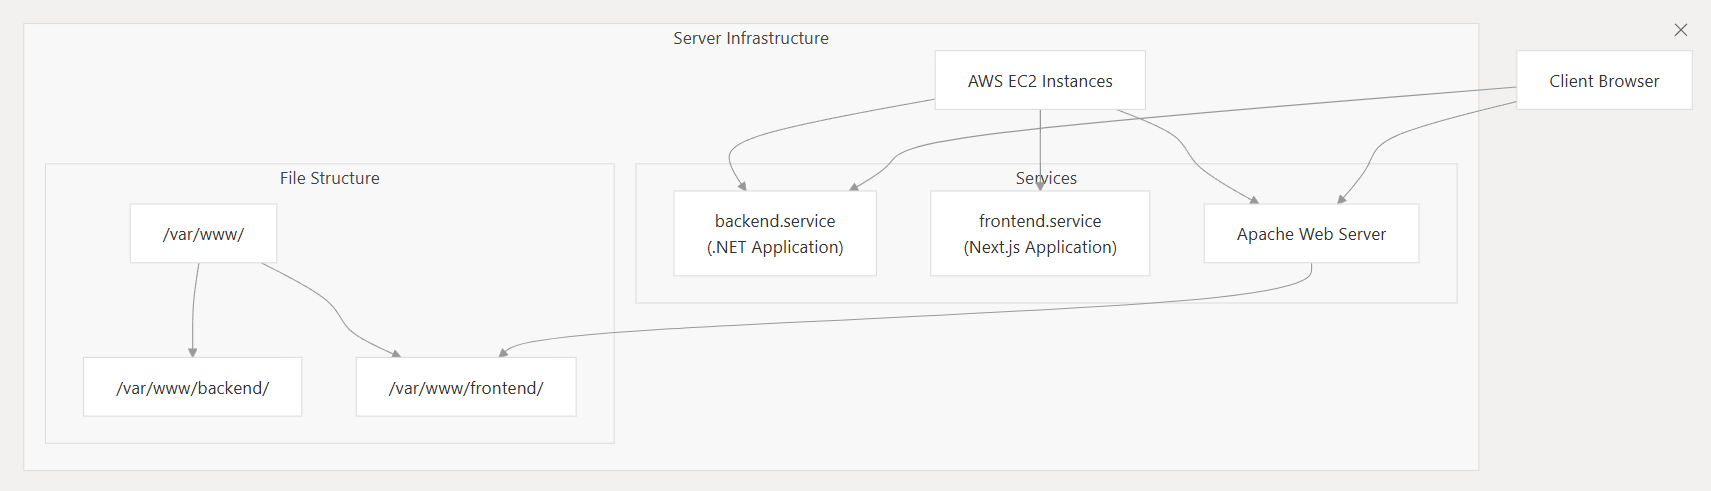 Server Infrastructure
AWS EC2 Instances
Client Browser
File Structure
Services
/var/www/
backend.service
(.NET Application)
frontend.service
(Next.js Application)
Apache Web Server
/var/www/backend/
/var/www/frontend/